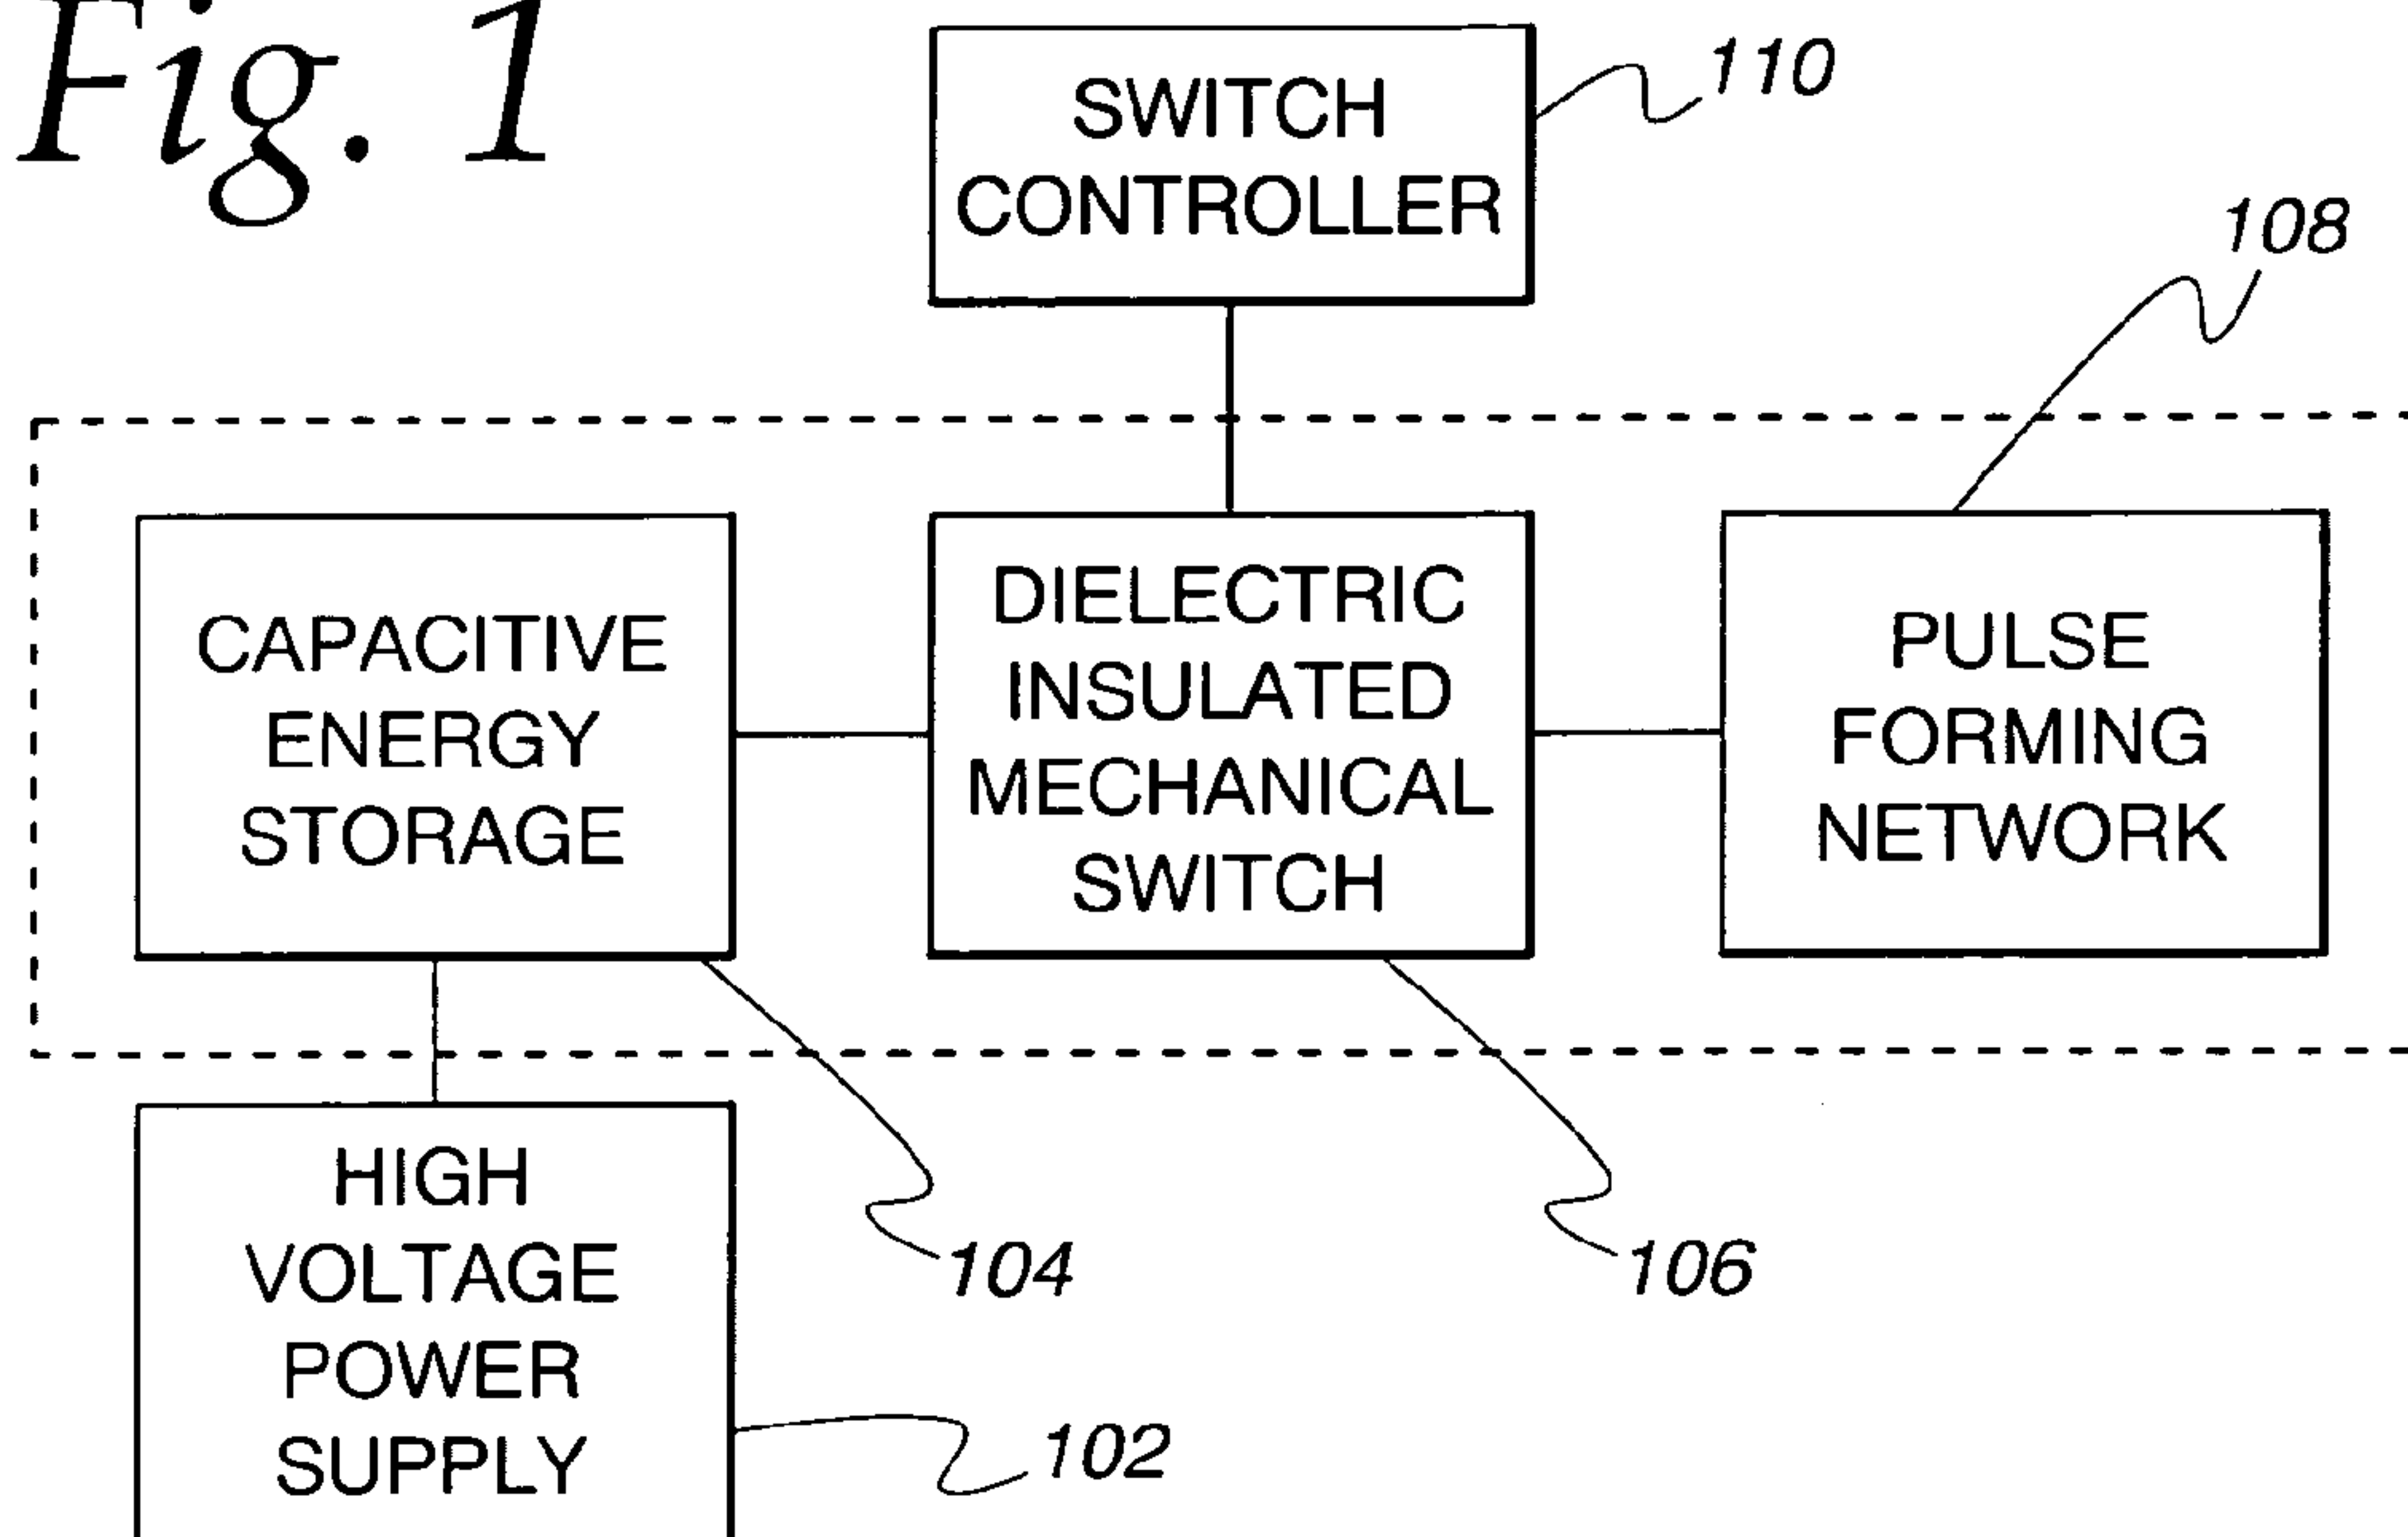 Fig. 1
SWITCH
CONTROLLER
110
108
CAPACITIVE
ENERGY
STORAGE
DIELECTRIC
INSULATED
MECHANICAL
SWITCH
PULSE
FORMING
NETWORK
HIGH
VOLTAGE
POWER
SUPPLY
104
106
102